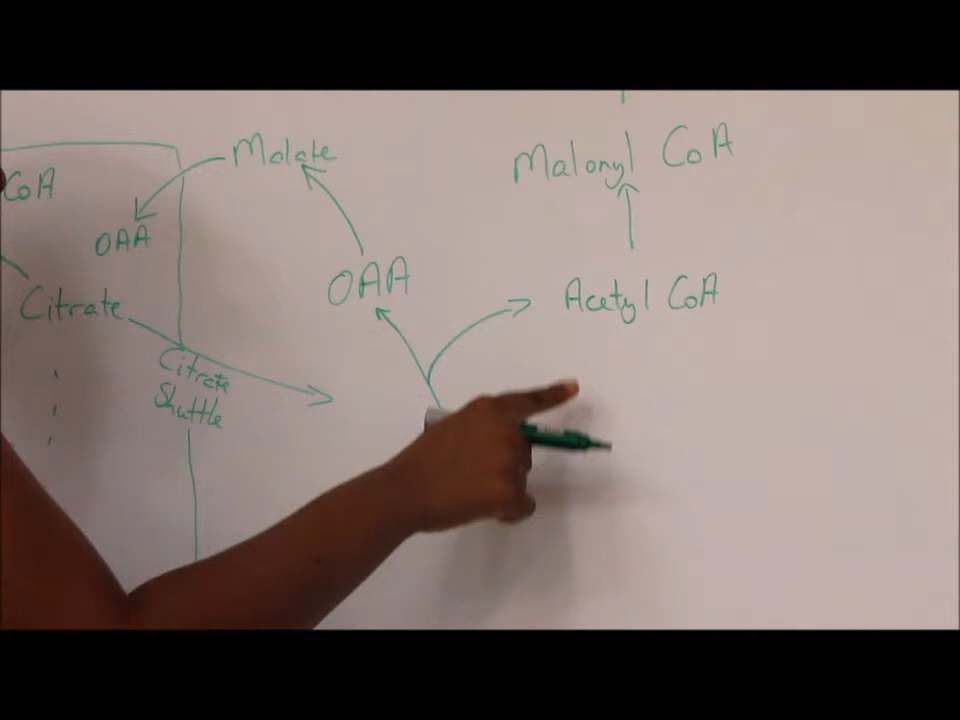 Malate
Malonyl CoA
CoA
OAA
OAA
Acetyl CoA
Citrate
Citrate
Shuttle